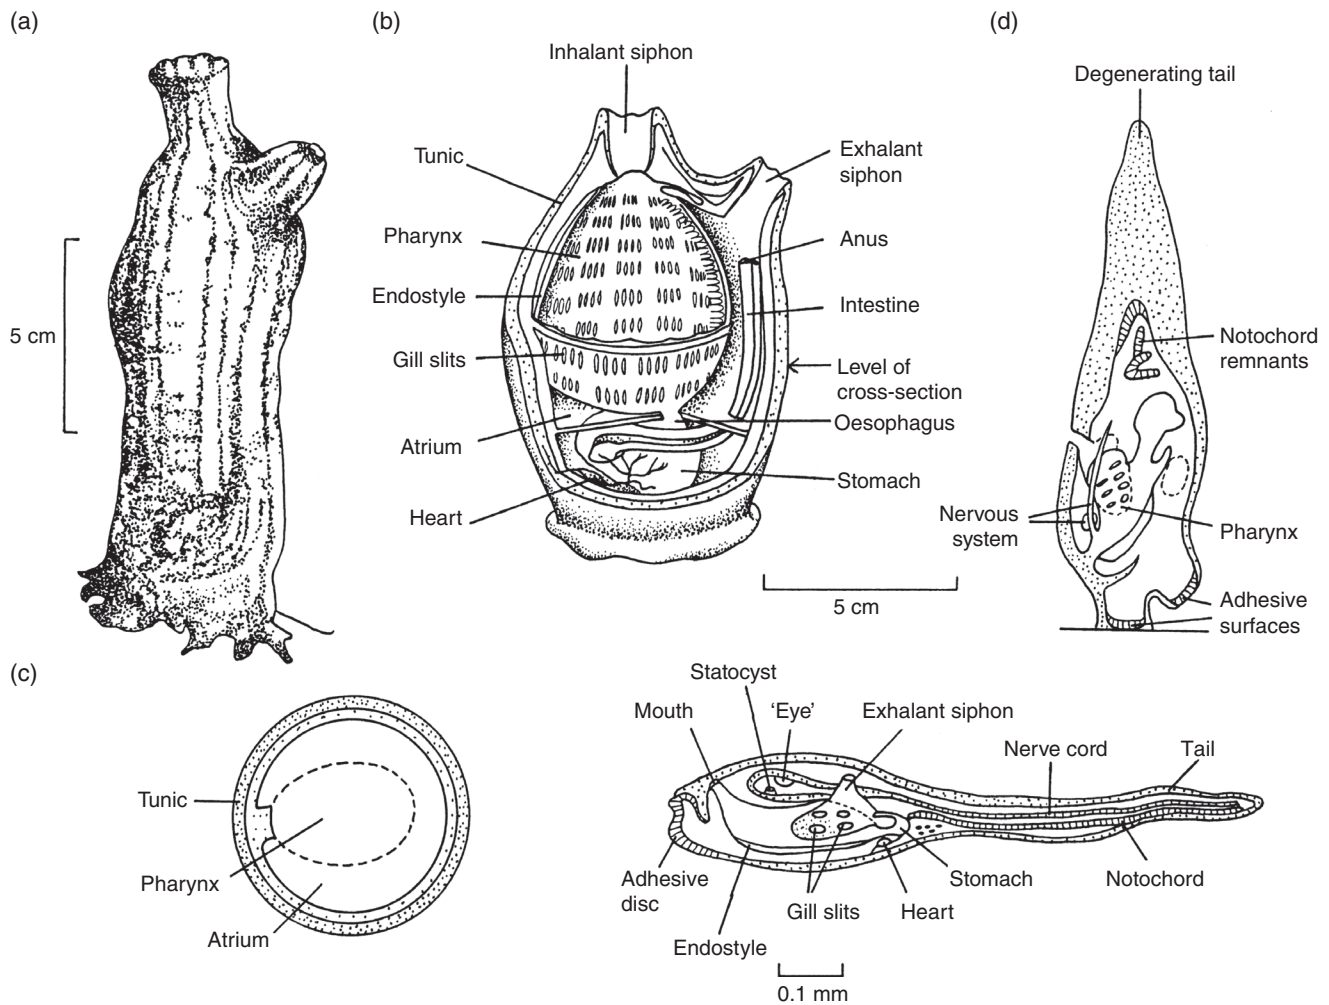 (a)
5 cm
(b)
Inhalant siphon
Tunic
Exhalant
siphon
Pharynx
Anus
Endostyle
Intestine
Gill slits
Level of
cross-section
Atrium
Oesophagus
Stomach
Heart
5 cm
(d)
Degenerating tail
Notochord
remnants
Nervous
system
Pharynx
Adhesive
surfaces
(c)
Tunic
Pharynx
Atrium
Statocyst
Mouth
‘Eye’
Exhalant siphon
Nerve cord
Tail
Adhesive
disc
Gill slits
Heart
Stomach
Notochord
Endostyle
0.1 mm